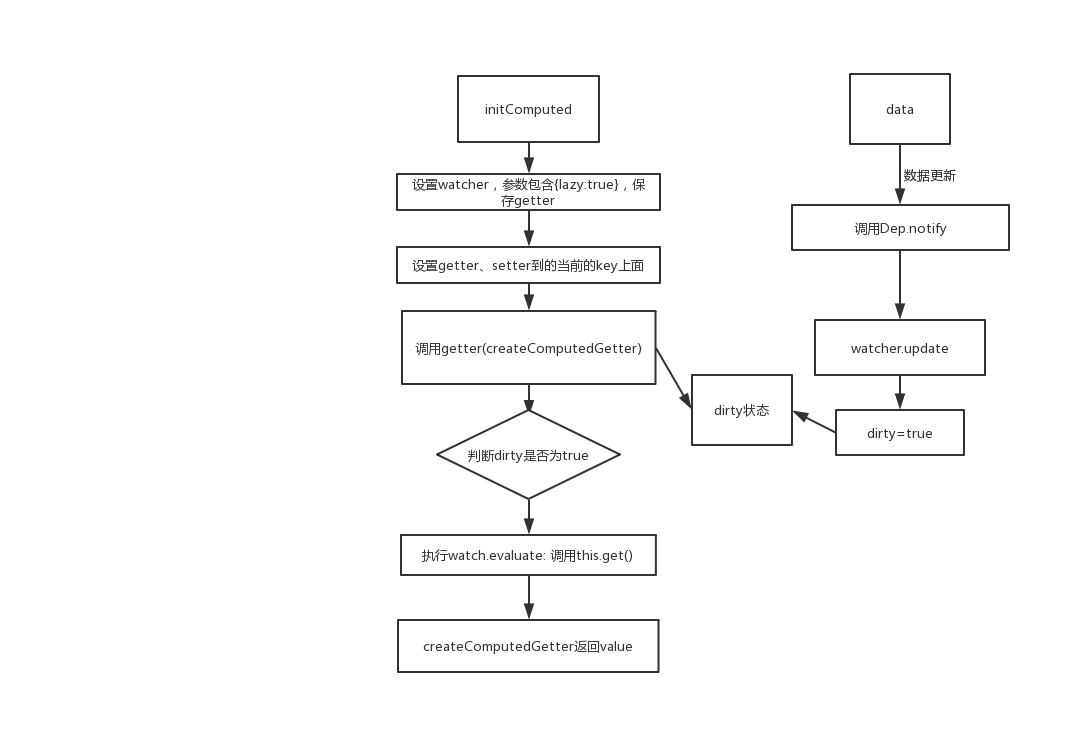 initComputed
设置watcher，参数包含{lazy:true}，保
存getter
设置getter、setter到的当前的key上面
调用getter(createComputedGetter)
判断dirty是否为true
执行watch.evaluate: 调用this.get()
createComputedGetter返回value
dirty状态
data
数据更新
调用Dep.notify
watcher.update
dirty=true